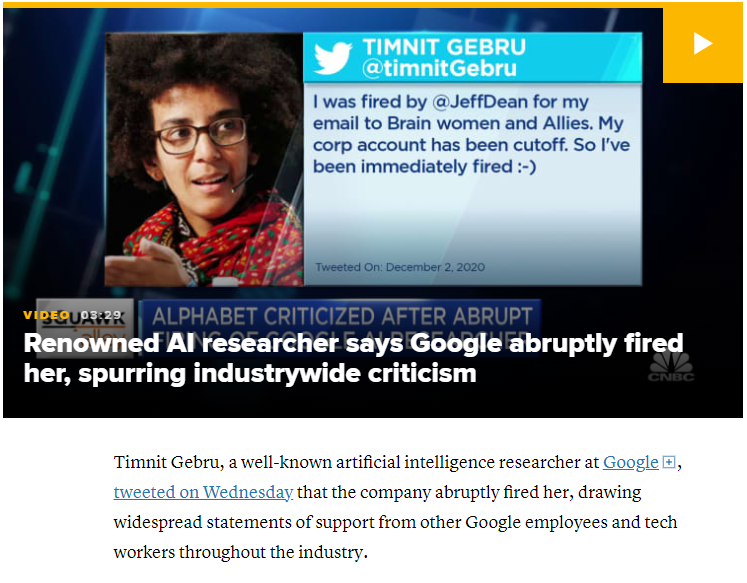 TIMNIT GEBRU
@timnitGebru
I was fired by @JeffDean for my
email to Brain women and Allies. My
corp account has been cutoff. So I've
been immediately fired :-)
Tweeted On: December 2, 2020
VIDEO 03:29
ALPHABET CRITICIZED AFTER ABRUPT
Renowned AI researcher says Google abruptly fired
her, spurring industrywide criticism
CNBC
Timnit Gebru, a well-known artificial intelligence researcher at Google,
tweeted on Wednesday that the company abruptly fired her, drawing
widespread statements of support from other Google employees and tech
workers throughout the industry.